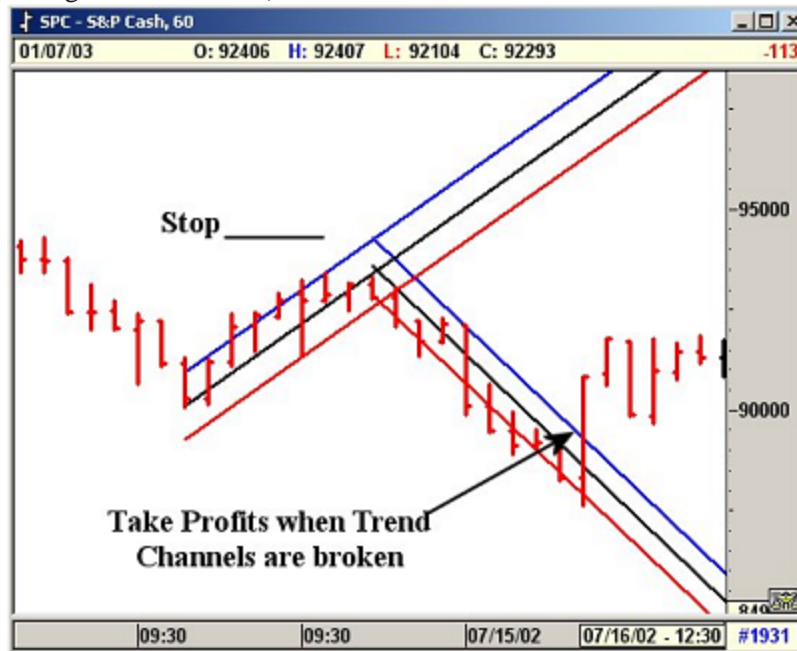 SPC - S&P Cash, 60
01/07/03 O: 92406 H: 92407 L: 92104 C: 92293 -113
95000
Stop
90000
Take Profits when Trend
Channels are broken
09:30 09:30 07/15/02 07/16/02 - 12:30 #1931